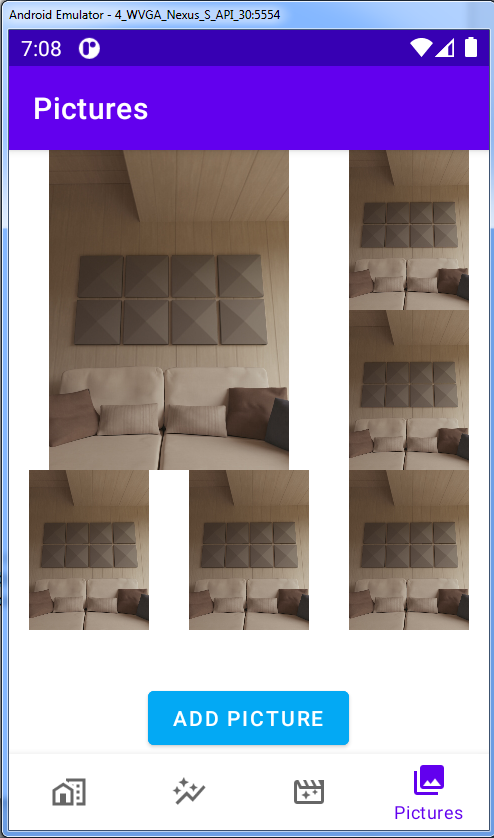 Android Emulator - 4_WVGA_Nexus_S_API_30:5554
7:08
Pictures
ADD PICTURE
Pictures